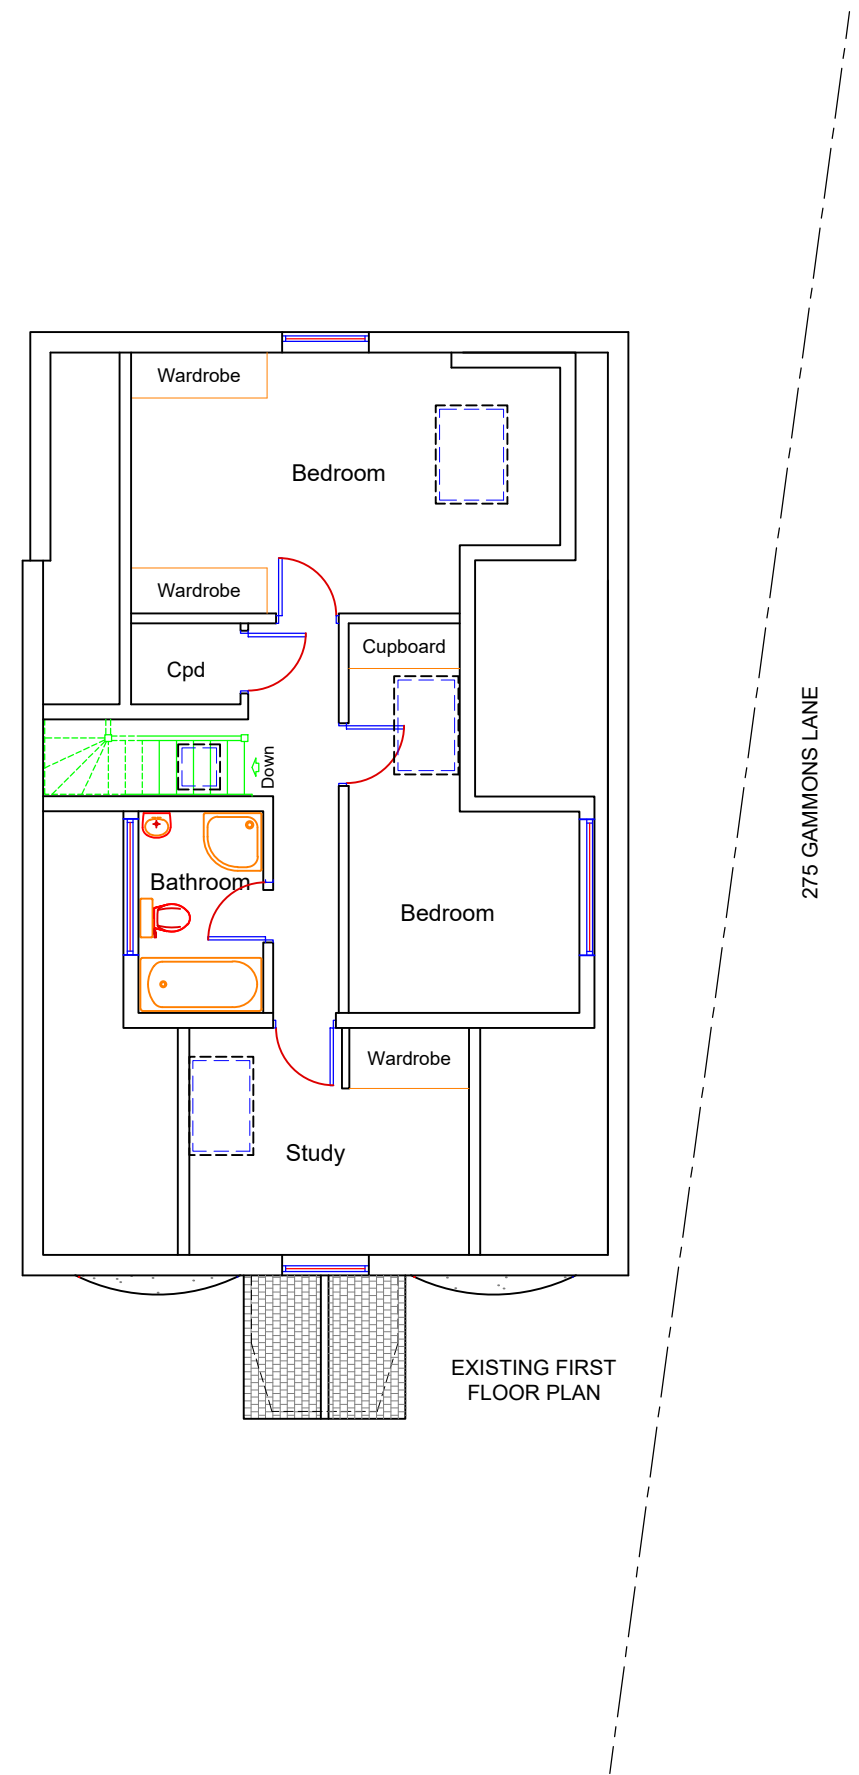 Wardrobe
Bedroom
Wardrobe
Cupboard
Cpd
Down
275 GAMMONS LANE
Bathroom
Bedroom
Wardrobe
Study
EXISTING FIRST
FLOOR PLAN